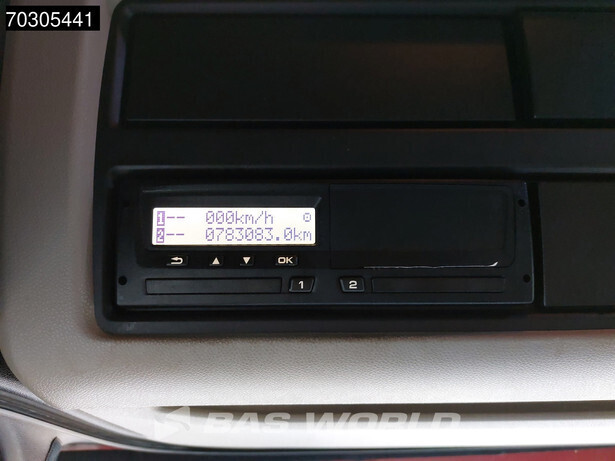 70305441
1-- 000km/h
2-- 0783083.0km
OK
1 2
BAS WORLD